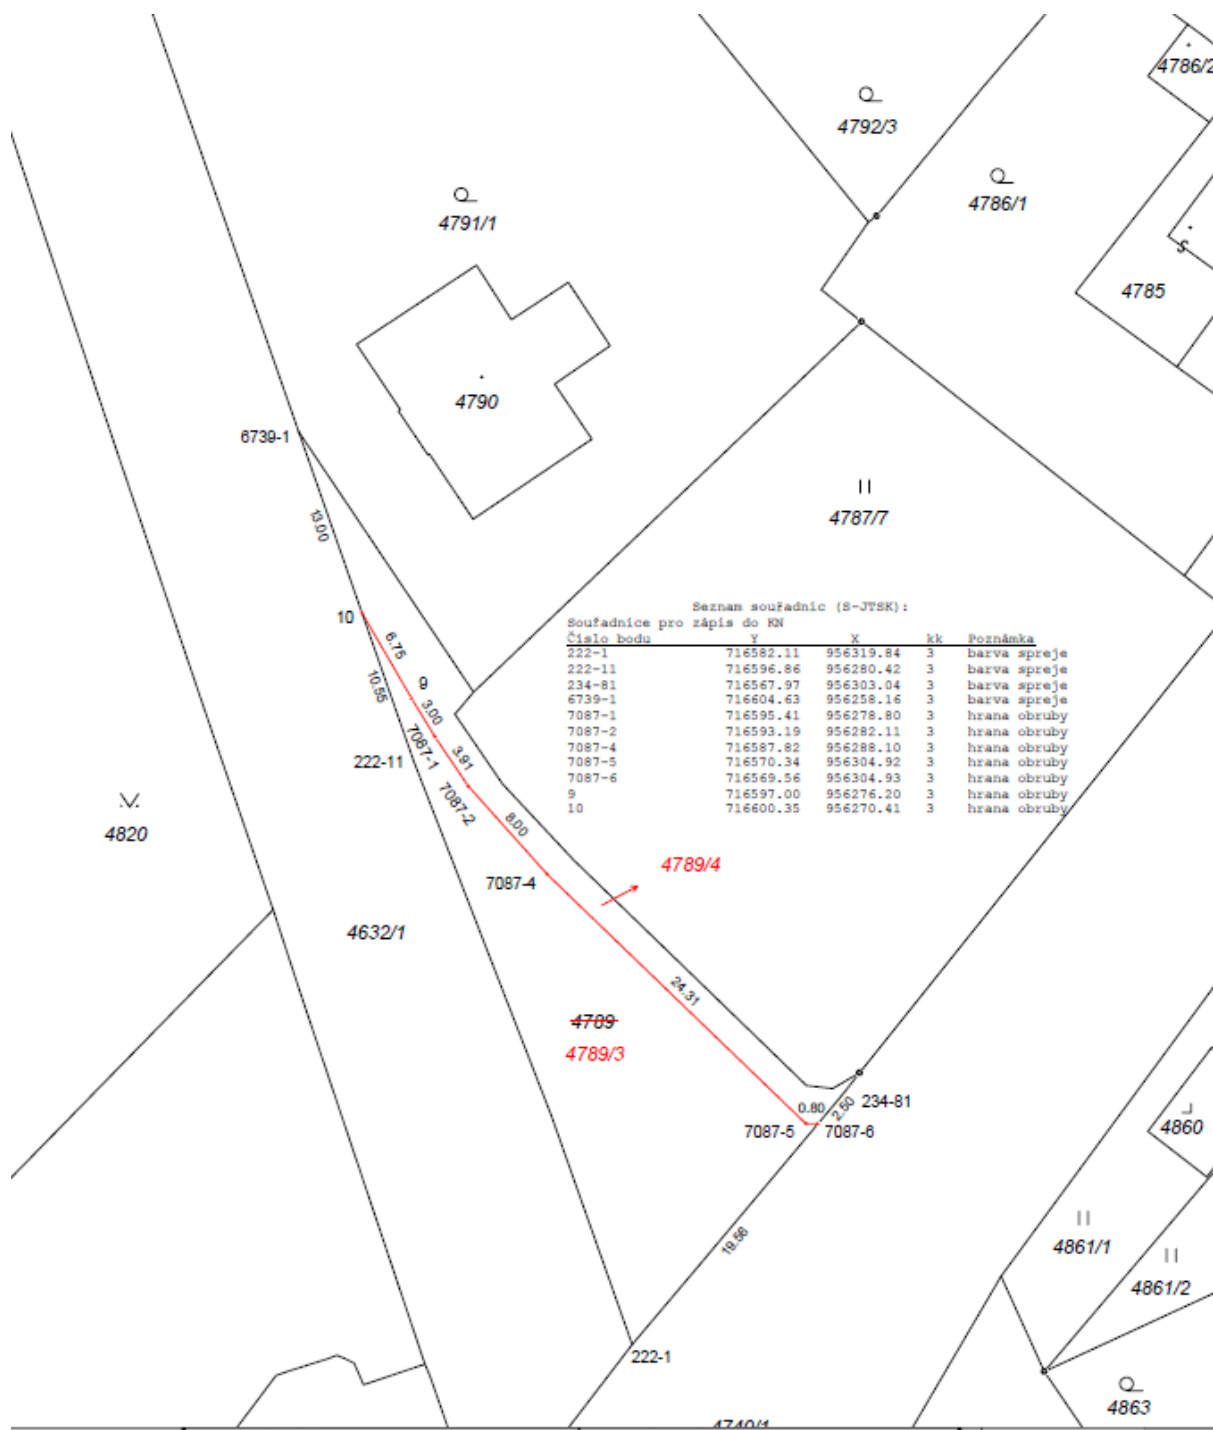 4786/2
4792/3
4786/1
4791/1
4785
4790
6739-1
4787/7
13.00
10
6.75
Seznam souřadnic (S-JTSK):
Souřadnice pro zápis do KN
Číslo bodu Y X kk Poznámka
222-1 716582.11 956319.84 3 barva spreje
222-11 716596.86 956280.42 3 barva spreje
234-81 716567.97 956303.04 3 barva spreje
6739-1 716604.63 956258.16 3 barva spreje
7087-1 716595.41 956278.80 3 hrana obruby
7087-2 716593.19 956282.11 3 hrana obruby
7087-4 716587.82 956288.10 3 hrana obruby
7087-5 716570.34 956304.92 3 hrana obruby
7087-6 716569.56 956304.93 3 hrana obruby
9 716597.00 956276.20 3 hrana obruby
10 716600.35 956270.41 3 hrana obruby
9
10.55
3.00
7087-1
3.91
222-11
7087-2
8.00
4820
4789/4
7087-4
4632/1
24.31
4789
4789/3
0.80
2.50
234-81
7087-5
7087-6
4860
19.56
4861/1
4861/2
222-1
4863
4740/1